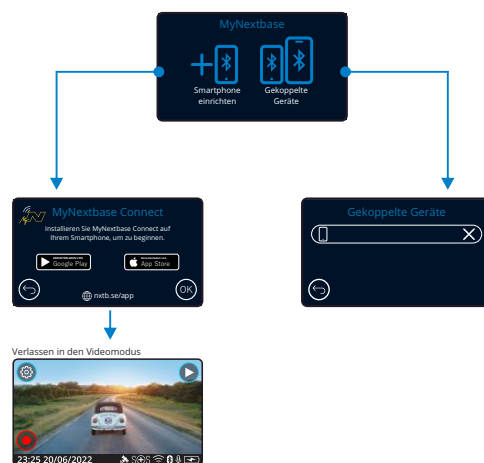 MyNextbase
Smartphone
einrichten
Gekoppelte
Geräte
MyNextbase Connect
Installieren Sie MyNextbase Connect auf
Ihrem Smartphone, um zu beginnen.
Google Play
App Store
nxtb.se/app
OK
Gekoppelte Geräte
Verlassen in den Videomodus
23:25 20/06/2022
SOS